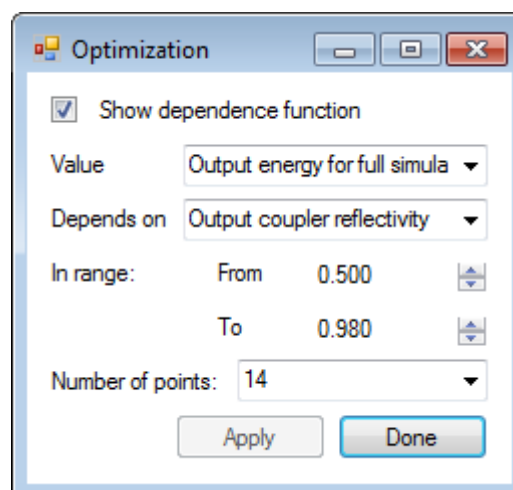 Optimization
Show dependence function
Value Output energy for full simula
Depends on Output coupler reflectivity
In range: From 0.500
To 0.980
Number of points: 14
Apply Done